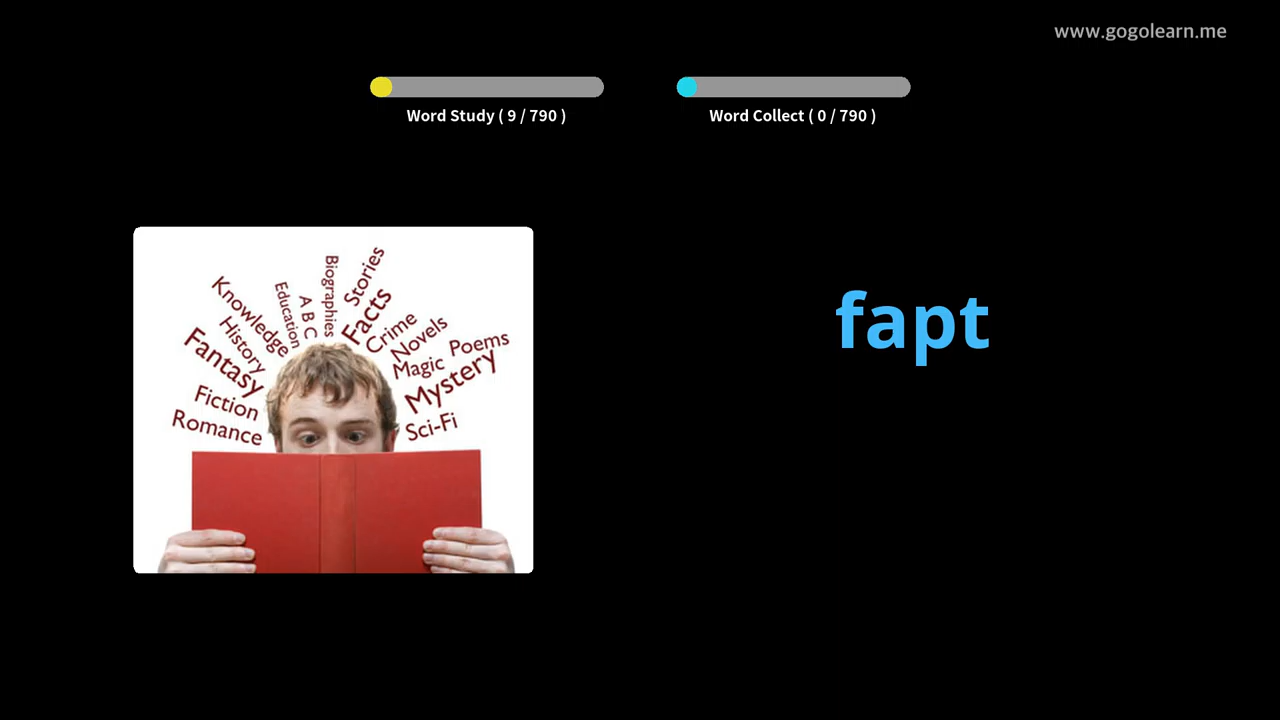 www.gogolearn.me
Word Study ( 9 / 790 )
Word Collect ( 0 / 790 )
fapt
Romance
Fiction
Fantasy
History
Knowledge
Education
A B C
Biographies
Stories
Facts
Crime
Novels
Magic
Poems
Mystery
Sci-Fi